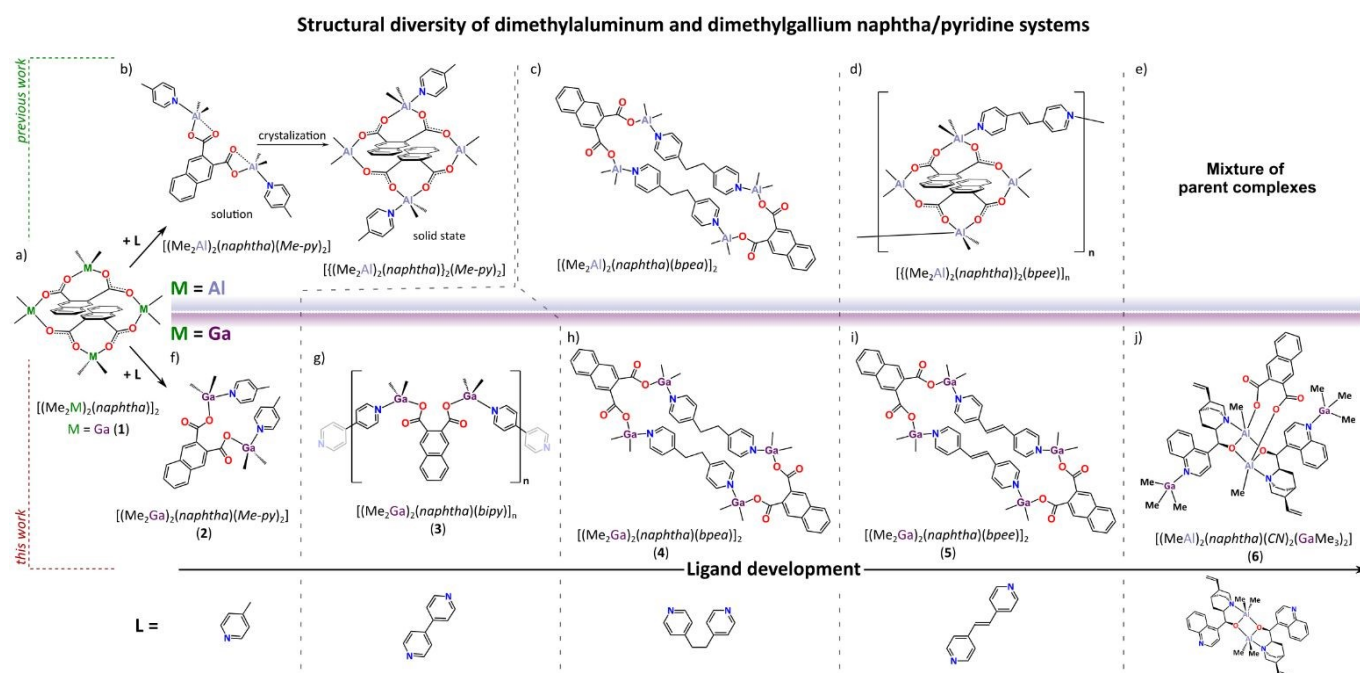 Structural diversity of dimethylaluminum and dimethylgallium naphtha/pyridine systems
previous work
b)
crystalization
solution
solid state
[(Me₂Al)₂(naphtha)(Me-py)₂]
[{(Me₂Al)₂(naphtha)}₂(Me-py)₂]
c)
[(Me₂Al)₂(naphtha)(bpea)]₂
d)
n
[{(Me₂Al)₂(naphtha)}₂(bpee)]ₙ
e)
Mixture of
parent complexes
a)
+ L
M = Al
M = Ga
+ L
[(Me₂M)₂(naphtha)]₂
M = Ga (1)
this work
f)
[(Me₂Ga)₂(naphtha)(Me-py)₂]
(2)
g)
n
[(Me₂Ga)₂(naphtha)(bipy)]ₙ
(3)
h)
[(Me₂Ga)₂(naphtha)(bpea)]₂
(4)
i)
[(Me₂Ga)₂(naphtha)(bpee)]₂
(5)
j)
[(MeAl)₂(naphtha)(CN)₂(GaMe₃)₂]
(6)
Ligand development
L =